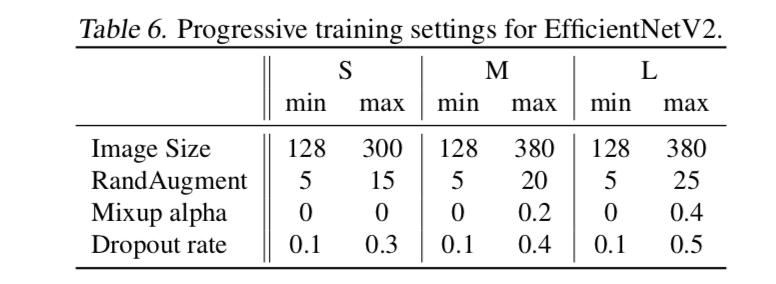 Table 6. Progressive training settings for EfficientNetV2.
S M L
min max min max min max
Image Size 128 300 128 380 128 380
RandAugment 5 15 5 20 5 25
Mixup alpha 0 0 0 0.2 0 0.4
Dropout rate 0.1 0.3 0.1 0.4 0.1 0.5